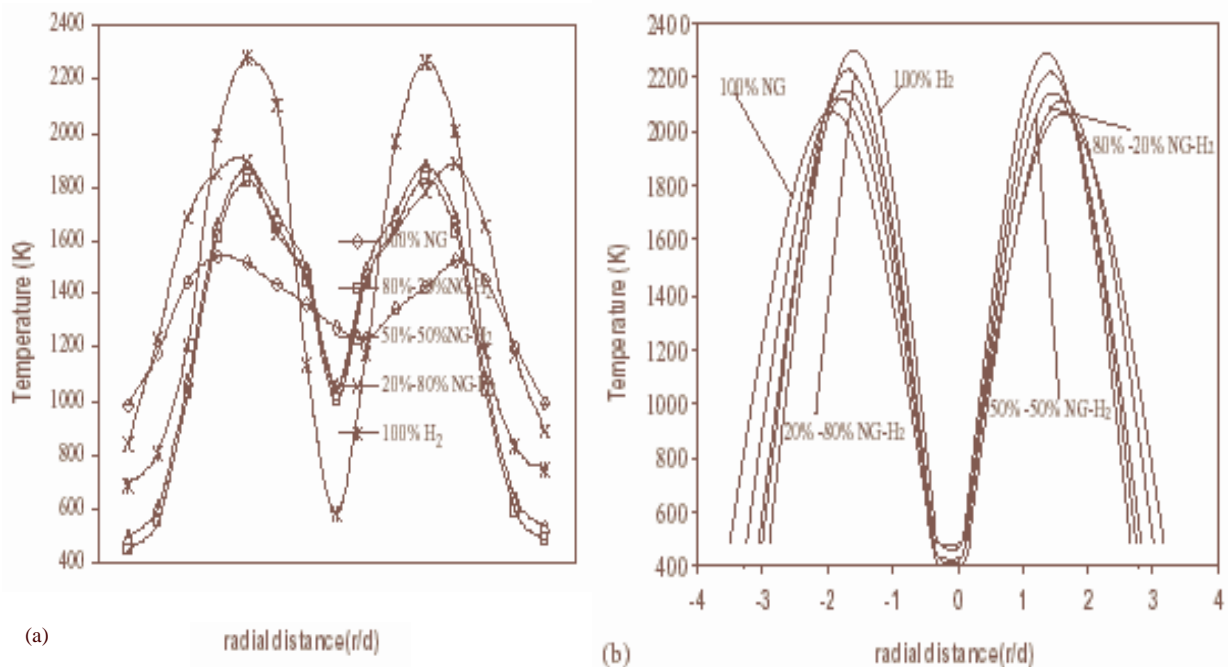 2400
2200
2000
1800
1600
1400
1200
1000
800
600
400
Temperature (K)
100% NG
80%-20%NG-H2
50%-50%NG-H2
20%-80% NG-H2
100% H2
(a)
radial distance(r/d)
2400
2200
2000
1800
1600
1400
1200
1000
800
600
400
Temperature (K)
100% NG
100% H2
80% -20% NG-H2
20% -80% NG-H2
50% -50% NG-H2
-4
-3
-2
-1
0
1
2
3
4
(b)
radial distance(r/d)